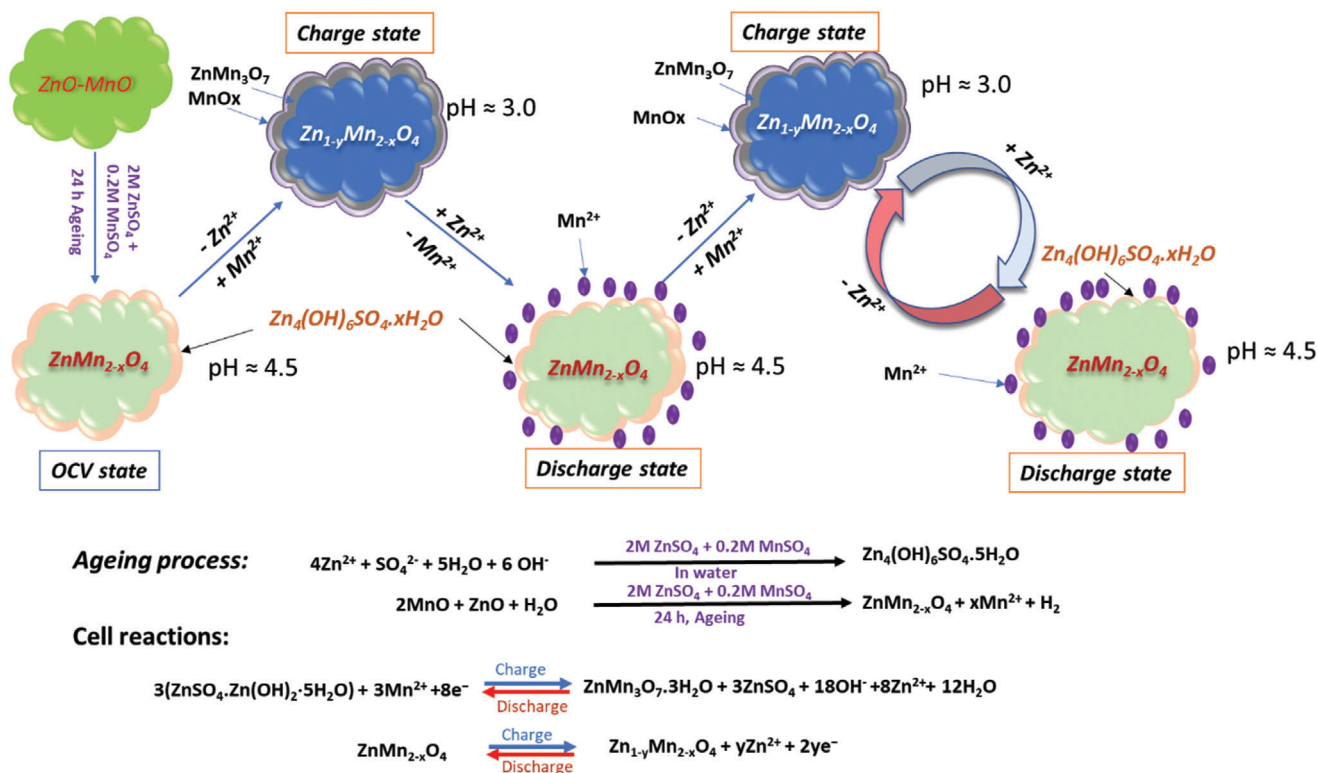 Charge state
Charge state
ZnO-MnO
ZnMn₃O₇
MnOx
Zn₁₋yMn₂₋ₓO₄
pH ≈ 3.0
ZnMn₃O₇
MnOx
Zn₁₋yMn₂₋ₓO₄
pH ≈ 3.0
2M ZnSO₄ +
0.2M MnSO₄
24 h Ageing
- Zn²⁺
+ Mn²⁺
+ Zn²⁺
- Mn²⁺
Mn²⁺
- Zn²⁺
+ Mn²⁺
+ Zn²⁺
- Zn²⁺
Zn₄(OH)₆SO₄.xH₂O
Zn₄(OH)₆SO₄.xH₂O
ZnMn₂₋ₓO₄
pH ≈ 4.5
ZnMn₂₋ₓO₄
pH ≈ 4.5
Mn²⁺
ZnMn₂₋ₓO₄
pH ≈ 4.5
OCV state
Discharge state
Discharge state
Ageing process:
4Zn²⁺ + SO₄²⁻ + 5H₂O + 6 OH⁻
2M ZnSO₄ + 0.2M MnSO₄
In water
Zn₄(OH)₆SO₄.5H₂O
2MnO + ZnO + H₂O
2M ZnSO₄ + 0.2M MnSO₄
24 h, Ageing
ZnMn₂₋ₓO₄ + xMn²⁺ + H₂
Cell reactions:
3(ZnSO₄.Zn(OH)₂·5H₂O) + 3Mn²⁺ +8e⁻
Charge
Discharge
ZnMn₃O₇.3H₂O + 3ZnSO₄ + 18OH⁻ +8Zn²⁺+ 12H₂O
ZnMn₂₋ₓO₄
Charge
Discharge
Zn₁₋yMn₂₋ₓO₄ + yZn²⁺ + 2ye⁻